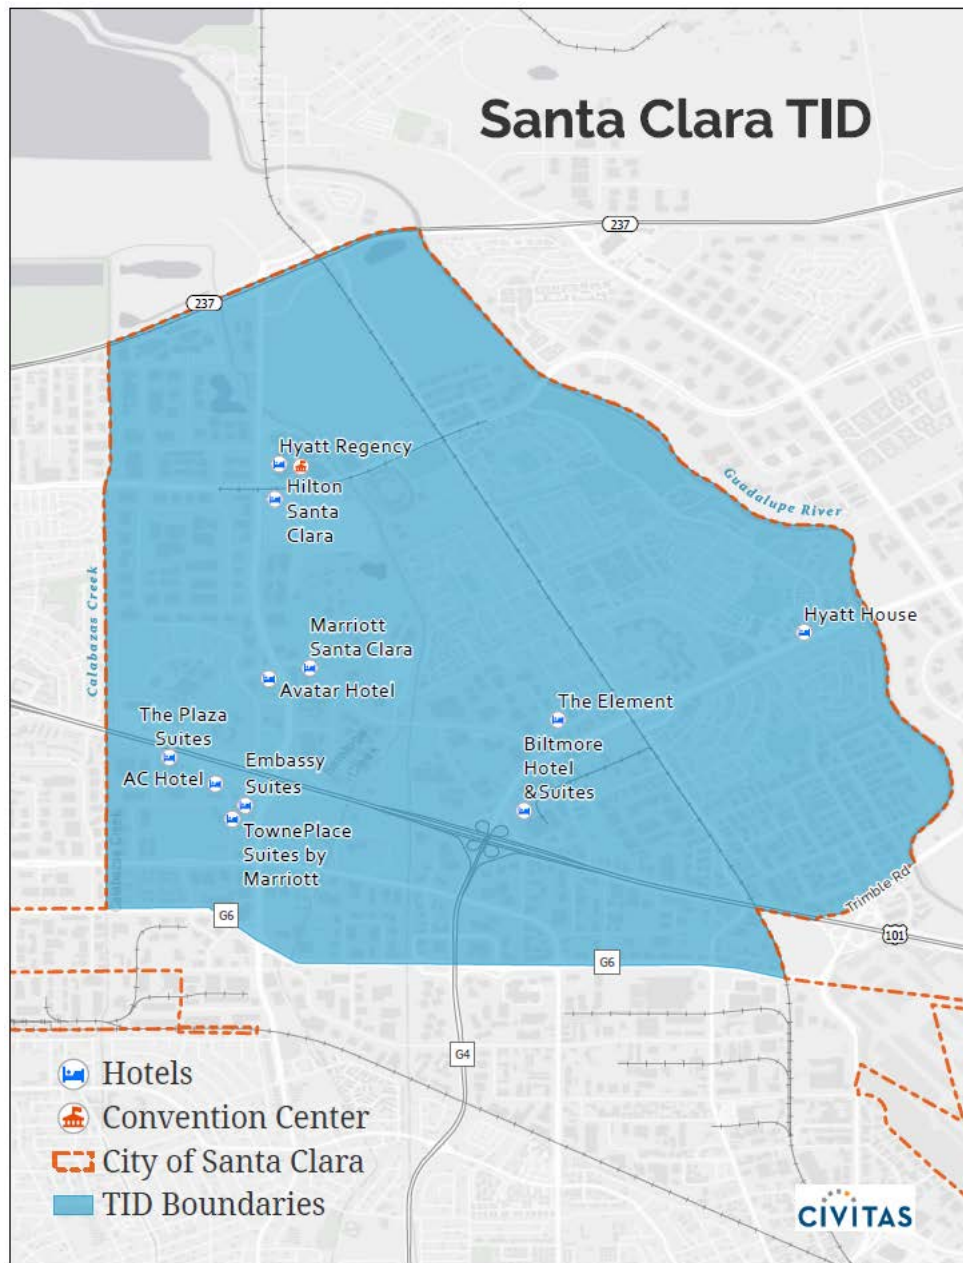 Santa Clara TID
237
237
Hyatt Regency
Hilton
Santa
Clara
Guadalupe River
Calabazas Creek
Hyatt House
Marriott
Santa Clara
Avatar Hotel
The Element
The Plaza
Suites
Biltmore
Hotel
&Suites
Embassy
Suites
AC Hotel
TownePlace
Suites by
Marriott
Trimble Rd
G6
101
G6
G4
Hotels
Convention Center
City of Santa Clara
TID Boundaries
CIVITAS